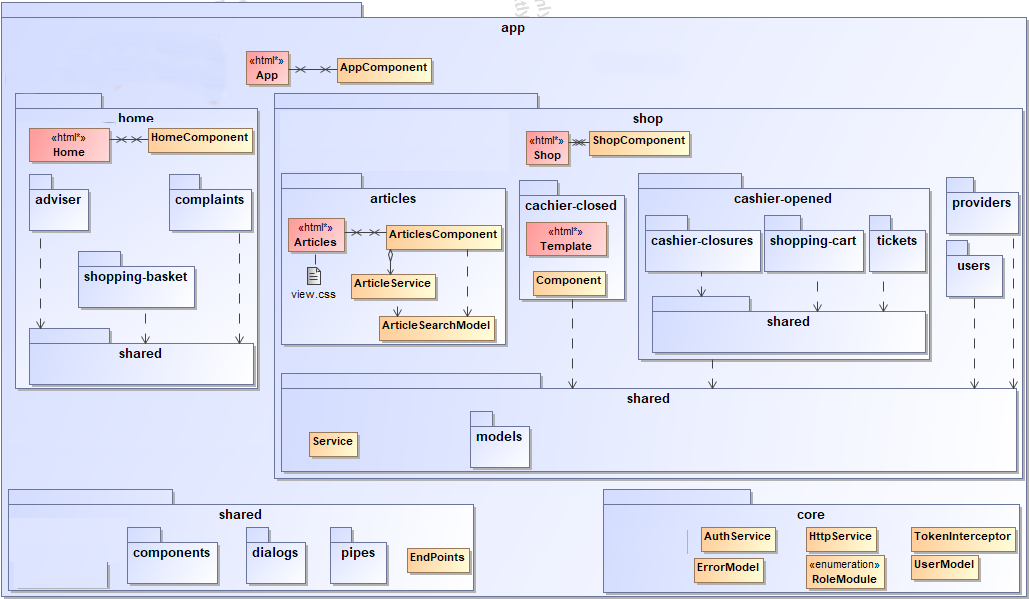 app
«html*»
App
AppComponent
home
«html*»
Home
HomeComponent
adviser
complaints
shopping-basket
shared
shop
«html*»
Shop
ShopComponent
articles
«html*»
Articles
ArticlesComponent
view.css
ArticleService
ArticleSearchModel
cachier-closed
«html*»
Template
Component
cashier-opened
cashier-closures
shopping-cart
tickets
shared
providers
users
shared
Service
models
shared
components
dialogs
pipes
EndPoints
core
AuthService
HttpService
TokenInterceptor
ErrorModel
«enumeration»
RoleModule
UserModel